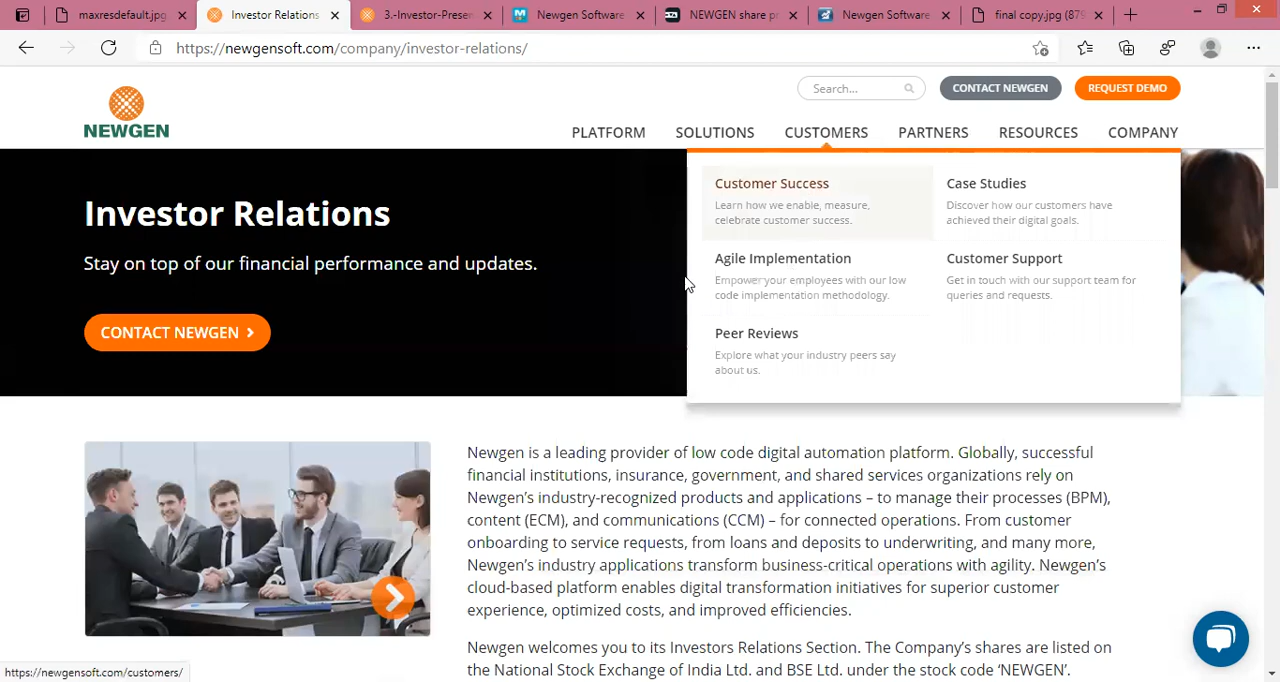 maxresdefault.jpg
Investor Relations
3.-Investor-Presen
Newgen Software
NEWGEN share pr
Newgen Software
final copy.jpg (879
https://newgensoft.com/company/investor-relations/
NEWGEN
Search...
CONTACT NEWGEN
REQUEST DEMO
PLATFORM
SOLUTIONS
CUSTOMERS
PARTNERS
RESOURCES
COMPANY
Investor Relations
Stay on top of our financial performance and updates.
CONTACT NEWGEN
Customer Success
Learn how we enable, measure,
celebrate customer success.
Case Studies
Discover how our customers have
achieved their digital goals.
Agile Implementation
Empower your employees with our low
code implementation methodology.
Customer Support
Get in touch with our support team for
queries and requests.
Peer Reviews
Explore what your industry peers say
about us.
Newgen is a leading provider of low code digital automation platform. Globally, successful
financial institutions, insurance, government, and shared services organizations rely on
Newgen’s industry-recognized products and applications – to manage their processes (BPM),
content (ECM), and communications (CCM) – for connected operations. From customer
onboarding to service requests, from loans and deposits to underwriting, and many more,
Newgen’s industry applications transform business-critical operations with agility. Newgen’s
cloud-based platform enables digital transformation initiatives for superior customer
experience, optimized costs, and improved efficiencies.
Newgen welcomes you to its Investors Relations Section. The Company’s shares are listed on
the National Stock Exchange of India Ltd. and BSE Ltd. under the stock code ‘NEWGEN’.
https://newgensoft.com/customers/